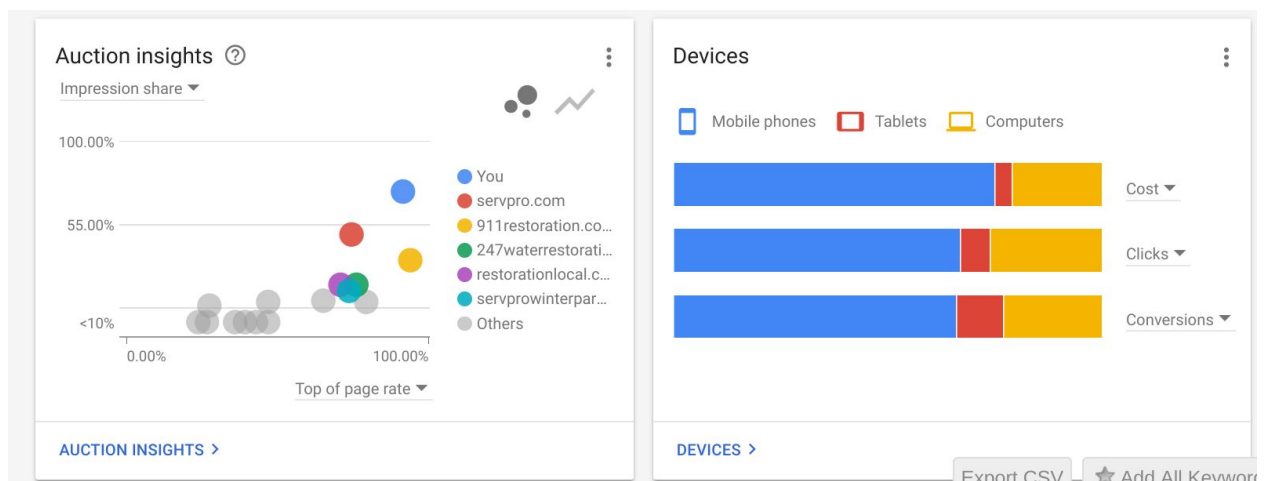 Auction insights
Impression share
100.00%
55.00%
<10%
0.00%
100.00%
Top of page rate
You
servpro.com
911restoration.co...
247waterrestorati...
restorationlocal.c...
servprowinterpar...
Others
AUCTION INSIGHTS
Devices
Mobile phones
Tablets
Computers
Cost
Clicks
Conversions
DEVICES
Export CSV
Add All Keywor